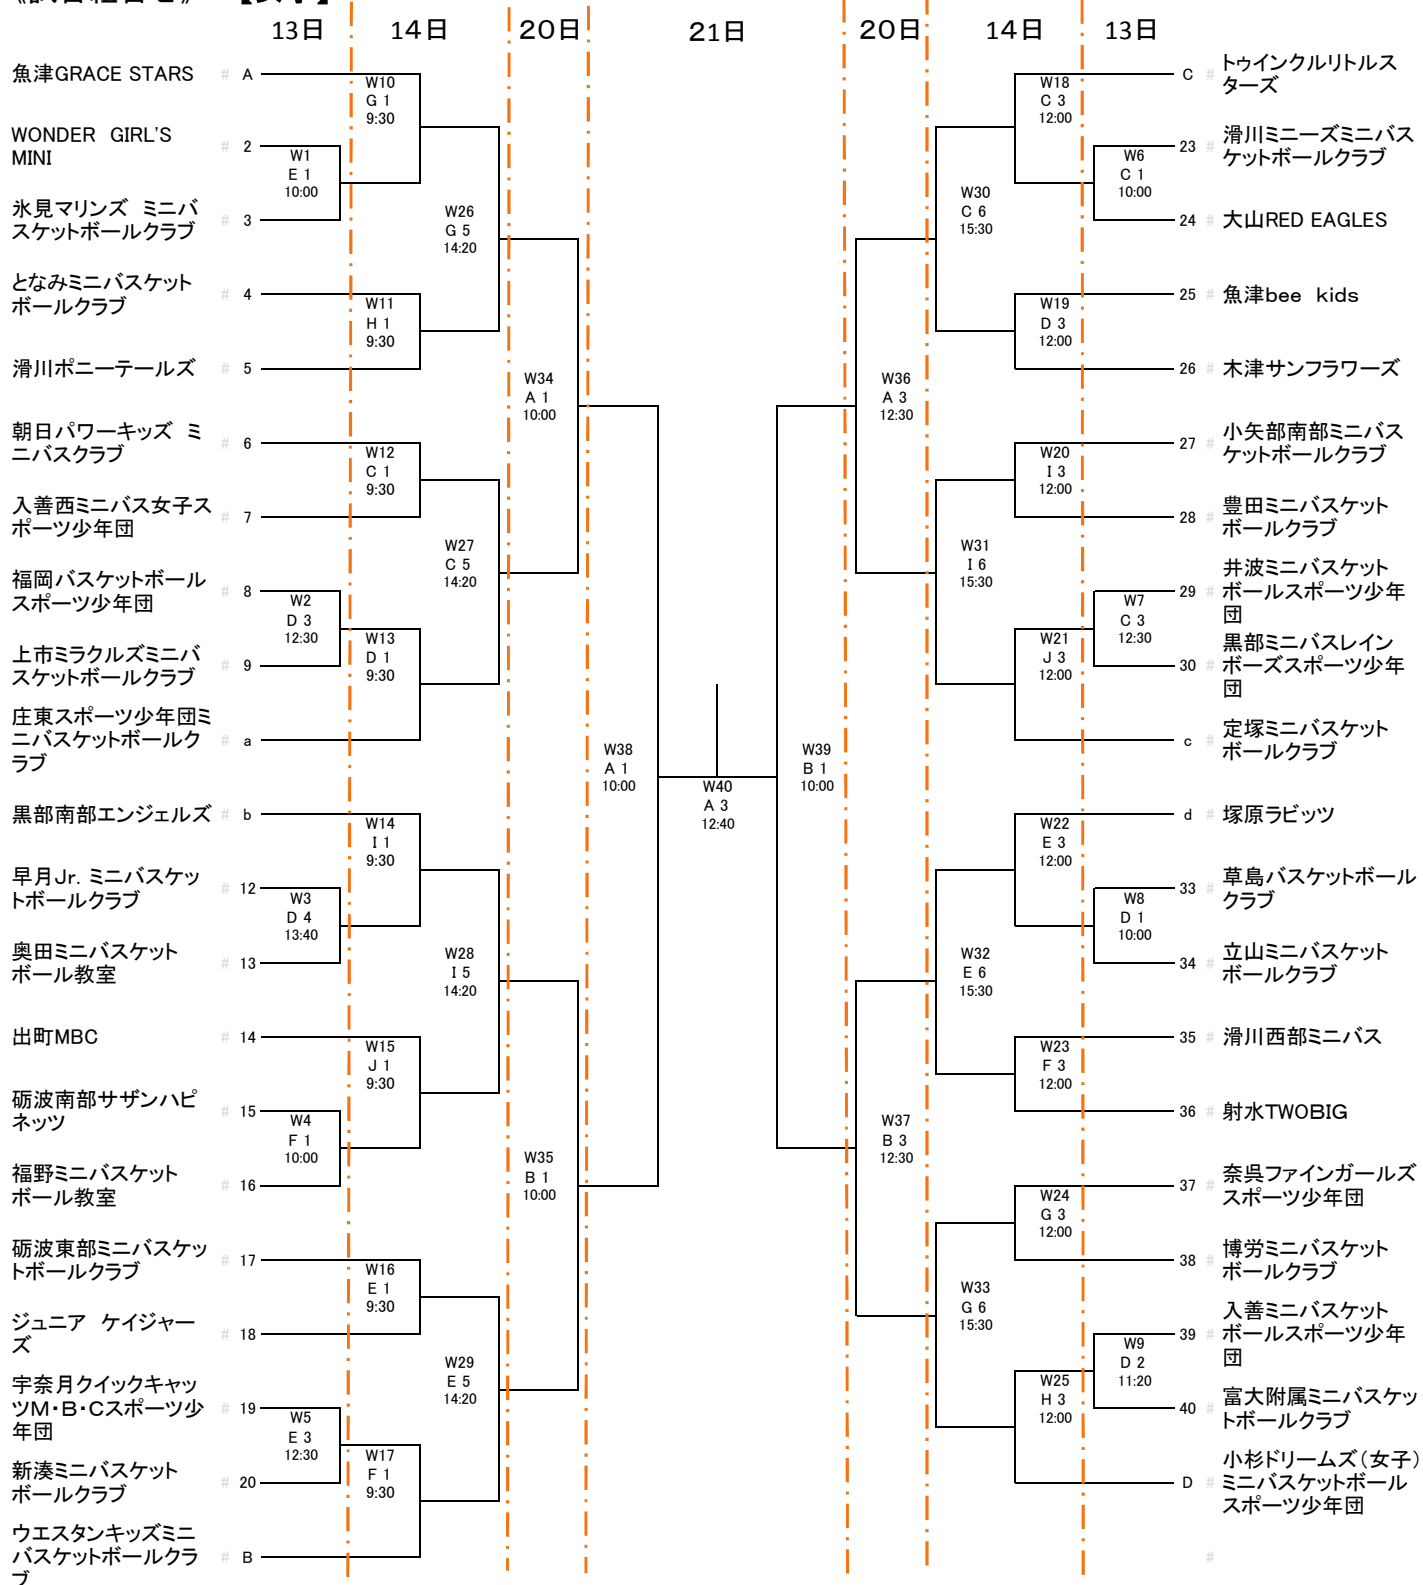 13日 14日 20日 21日 20日 14日 13日
魚津GRACE STARS # A
WONDER GIRL'S
MINI
# 2
氷見マリンズ ミニバ
スケットボールクラブ
# 3
となみミニバスケット
ボールクラブ
# 4
滑川ポニーテールズ # 5
朝日パワーキッズ ミ
ニバスクラブ
# 6
入善西ミニバス女子ス
ポーツ少年団
# 7
福岡バスケットボール
スポーツ少年団
# 8
上市ミラクルズミニバ
スケットボールクラブ
# 9
庄東スポーツ少年団ミ
ニバスケットボールク
ラブ
# a
黒部南部エンジェルズ # b
早月Jr. ミニバスケッ
トボールクラブ
# 12
奥田ミニバスケット
ボール教室
# 13
出町MBC # 14
砺波南部サザンハピ
ネッツ
# 15
福野ミニバスケット
ボール教室
# 16
砺波東部ミニバスケッ
トボールクラブ
# 17
ジュニア ケイジャー
ズ
# 18
宇奈月クイックキャッ
ツM・B・Cスポーツ少
年団
# 19
新湊ミニバスケット
ボールクラブ
# 20
ウエスタンキッズミニ
バスケットボールクラ
ブ
# B
W1
E 1
10:00
W2
D 3
12:30
W3
D 4
13:40
W4
F 1
10:00
W5
E 3
12:30
W10
G 1
9:30
W11
H 1
9:30
W12
C 1
9:30
W13
D 1
9:30
W14
I 1
9:30
W15
J 1
9:30
W16
E 1
9:30
W17
F 1
9:30
W26
G 5
14:20
W27
C 5
14:20
W28
I 5
14:20
W29
E 5
14:20
W34
A 1
10:00
W35
B 1
10:00
W38
A 1
10:00
W40
A 3
12:40
W39
B 1
10:00
W36
A 3
12:30
W37
B 3
12:30
W30
C 6
15:30
W31
I 6
15:30
W32
E 6
15:30
W33
G 6
15:30
W18
C 3
12:00
W19
D 3
12:00
W20
I 3
12:00
W21
J 3
12:00
W22
E 3
12:00
W23
F 3
12:00
W24
G 3
12:00
W25
H 3
12:00
W6
C 1
10:00
W7
C 3
12:30
W8
D 1
10:00
W9
D 2
11:20
C #
トゥインクルリトルス
ターズ
23 #
滑川ミニーズミニバス
ケットボールクラブ
24 # 大山RED EAGLES
25 # 魚津bee kids
26 # 木津サンフラワーズ
27 #
小矢部南部ミニバス
ケットボールクラブ
28 #
豊田ミニバスケット
ボールクラブ
29 #
井波ミニバスケット
ボールスポーツ少年
団
30 #
黒部ミニバスレイン
ボーズスポーツ少年
団
c #
定塚ミニバスケット
ボールクラブ
d # 塚原ラビッツ
33 #
草島バスケットボール
クラブ
34 #
立山ミニバスケット
ボールクラブ
35 # 滑川西部ミニバス
36 # 射水TWOBIG
37 #
奈呉ファインガールズ
スポーツ少年団
38 #
博労ミニバスケット
ボールクラブ
39 #
入善ミニバスケット
ボールスポーツ少年
団
40 #
富大附属ミニバスケッ
トボールクラブ
D #
小杉ドリームズ(女子)
ミニバスケットボール
スポーツ少年団
#